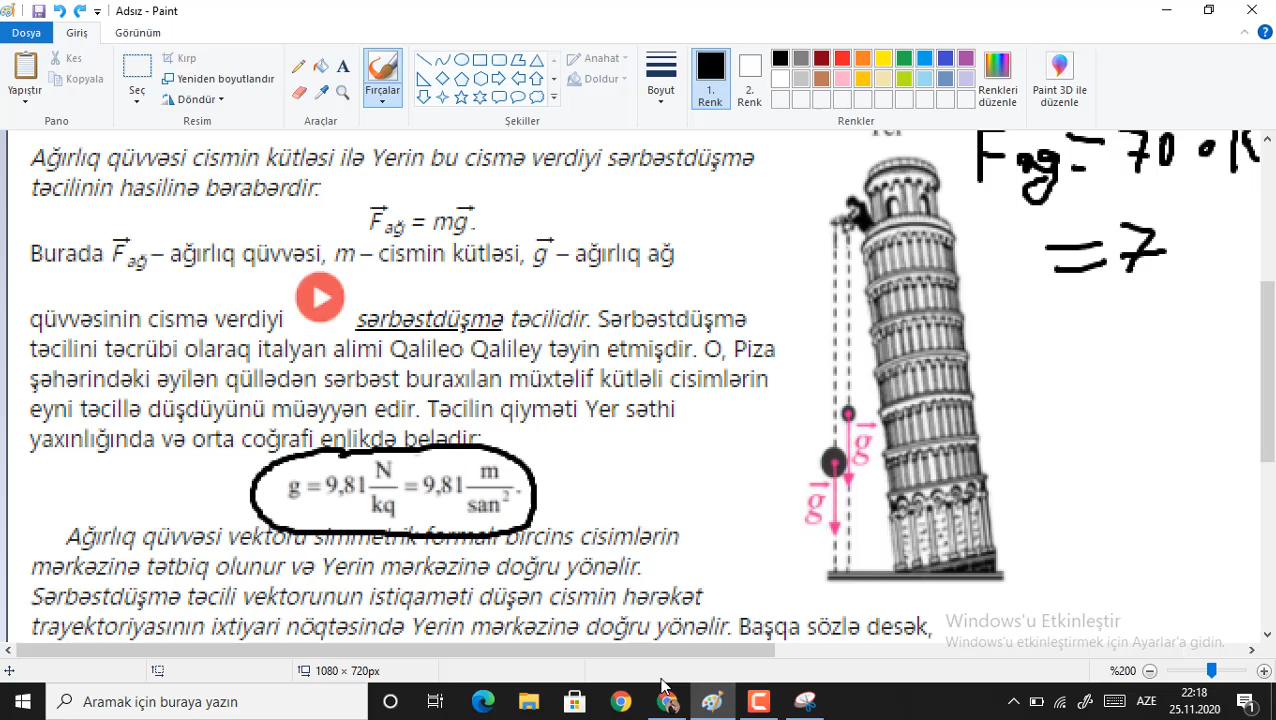 Adsız - Paint
Dosya Giriş Görünüm
Yapıştır
Kes
Kopyala
Pano
Seç
Kırp
Yeniden boyutlandır
Döndür
Resim
Araçlar
Fırçalar
Anahat
Doldur
Şekiller
Boyut
1. Renk
2. Renk
Renkleri düzenle
Renkler
Paint 3D ile düzenle
Ağırlıq qüvvəsi cismin kütləsi ilə Yerin bu cismə verdiyi sərbəstdüşmə
təcilinin hasilinə bərabərdir:
F⃗ağ = mg⃗.
Burada F⃗ağ – ağırlıq qüvvəsi, m – cismin kütləsi, g⃗ – ağırlıq ağ
qüvvəsinin cismə verdiyi sərbəstdüşmə təcilidir. Sərbəstdüşmə
təcilini təcrübi olaraq italyan alimi Qalileo Qaliley təyin etmişdir. O, Piza
şəhərindəki əyilən qüllədən sərbəst buraxılan müxtəlif kütləli cisimlərin
eyni təcillə düşdüyünü müəyyən edir. Təcilin qiyməti Yer səthi
yaxınlığında və orta coğrafi enlikdə belədir:
g = 9,81 N/kq = 9,81 m/san².
Ağırlıq qüvvəsi vektoru simmetrik formalı bircins cisimlərin
mərkəzinə tətbiq olunur və Yerin mərkəzinə doğru yönəlir.
Sərbəstdüşmə təcili vektorunun istiqaməti düşən cismin hərəkət
trayektoriyasının ixtiyari nöqtəsində Yerin mərkəzinə doğru yönəlir. Başqa sözlə desək,
g⃗
g⃗
Fağ = 70 •
= 7
Windows'u Etkinleştir
Windows'u etkinleştirmek için Ayarlar'a gidin.
1080 × 720px
%200
Aramak için buraya yazın
AZE
22:18
25.11.2020
1